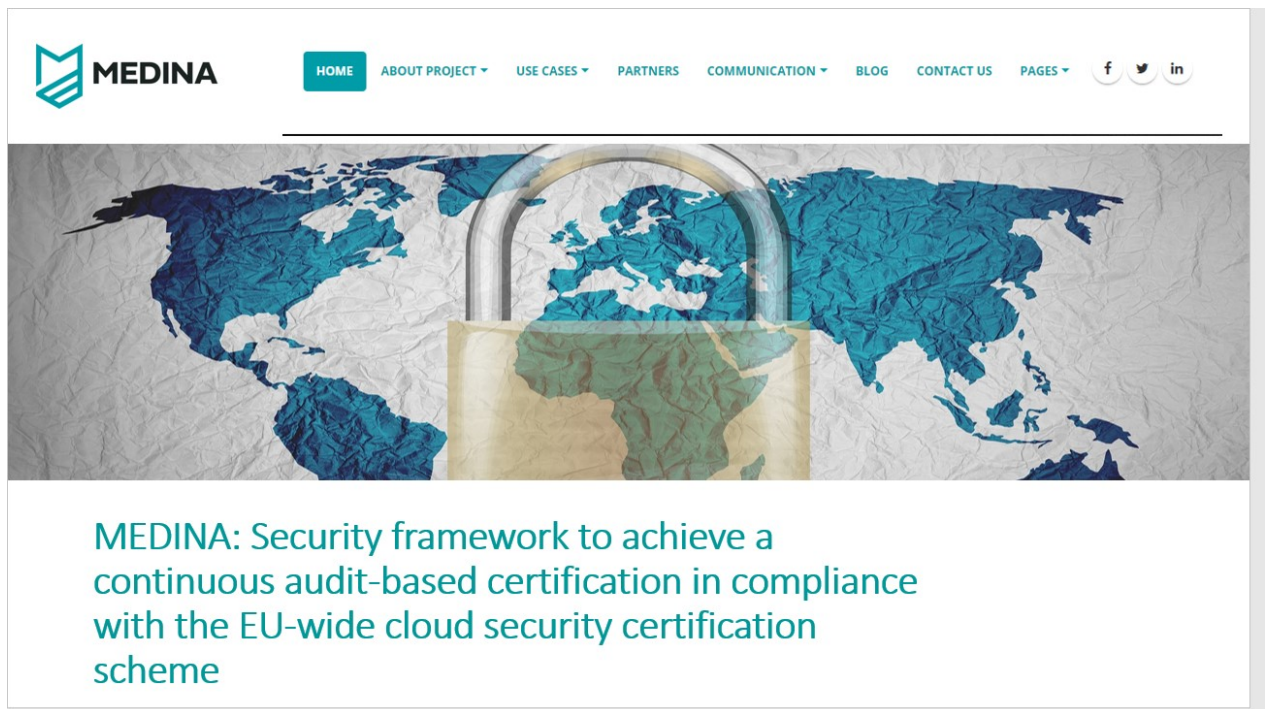 MEDINA
HOME ABOUT PROJECT USE CASES PARTNERS COMMUNICATION BLOG CONTACT US PAGES f in
MEDINA: Security framework to achieve a
continuous audit-based certification in compliance
with the EU-wide cloud security certification
scheme